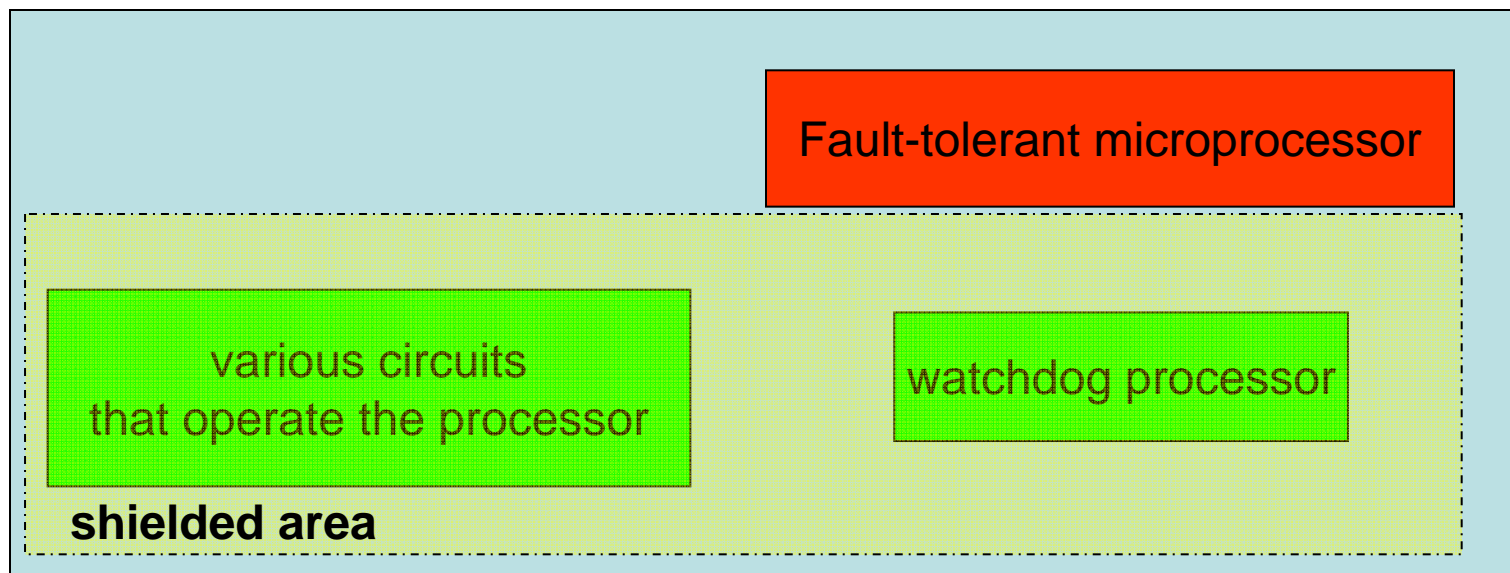 Fault-tolerant microprocessor
various circuits
that operate the processor
watchdog processor
shielded area